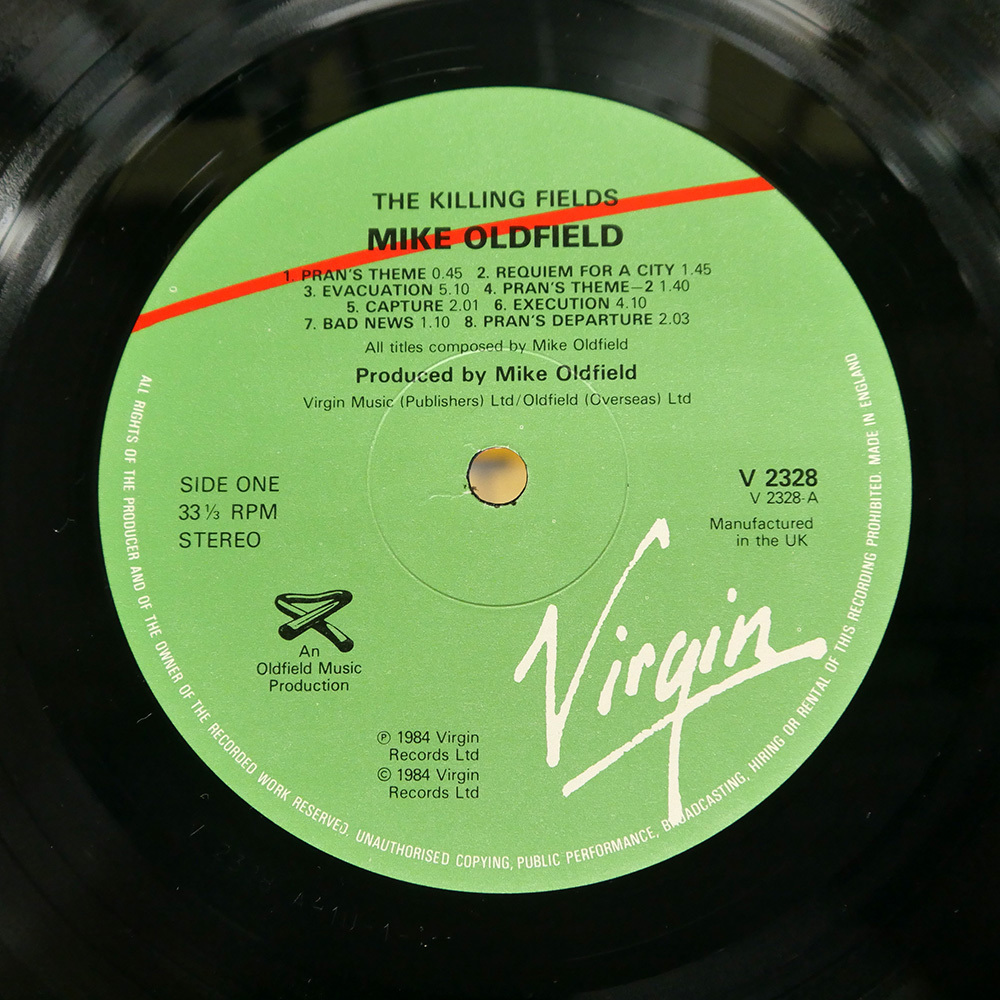 THE KILLING FIELDS
MIKE OLDFIELD
1. PRAN'S THEME 0.45 2. REQUIEM FOR A CITY 1.45
3. EVACUATION 5.10 4. PRAN'S THEME–2 1.40
5. CAPTURE 2.01 6. EXECUTION 4.10
7. BAD NEWS 1.10 8. PRAN'S DEPARTURE 2.03
All titles composed by Mike Oldfield
Produced by Mike Oldfield
Virgin Music (Publishers) Ltd/Oldfield (Overseas) Ltd
SIDE ONE
33 ⅓ RPM
STEREO
V 2328
V 2328-A
Manufactured
in the UK
An
Oldfield Music
Production
Virgin
℗ 1984 Virgin
Records Ltd
© 1984 Virgin
Records Ltd
ALL RIGHTS OF THE PRODUCER AND OF THE OWNER OF THE RECORDED WORK RESERVED. UNAUTHORISED COPYING, PUBLIC PERFORMANCE, BROADCASTING, HIRING OR RENTAL OF THIS RECORDING PROHIBITED. MADE IN ENGLAND